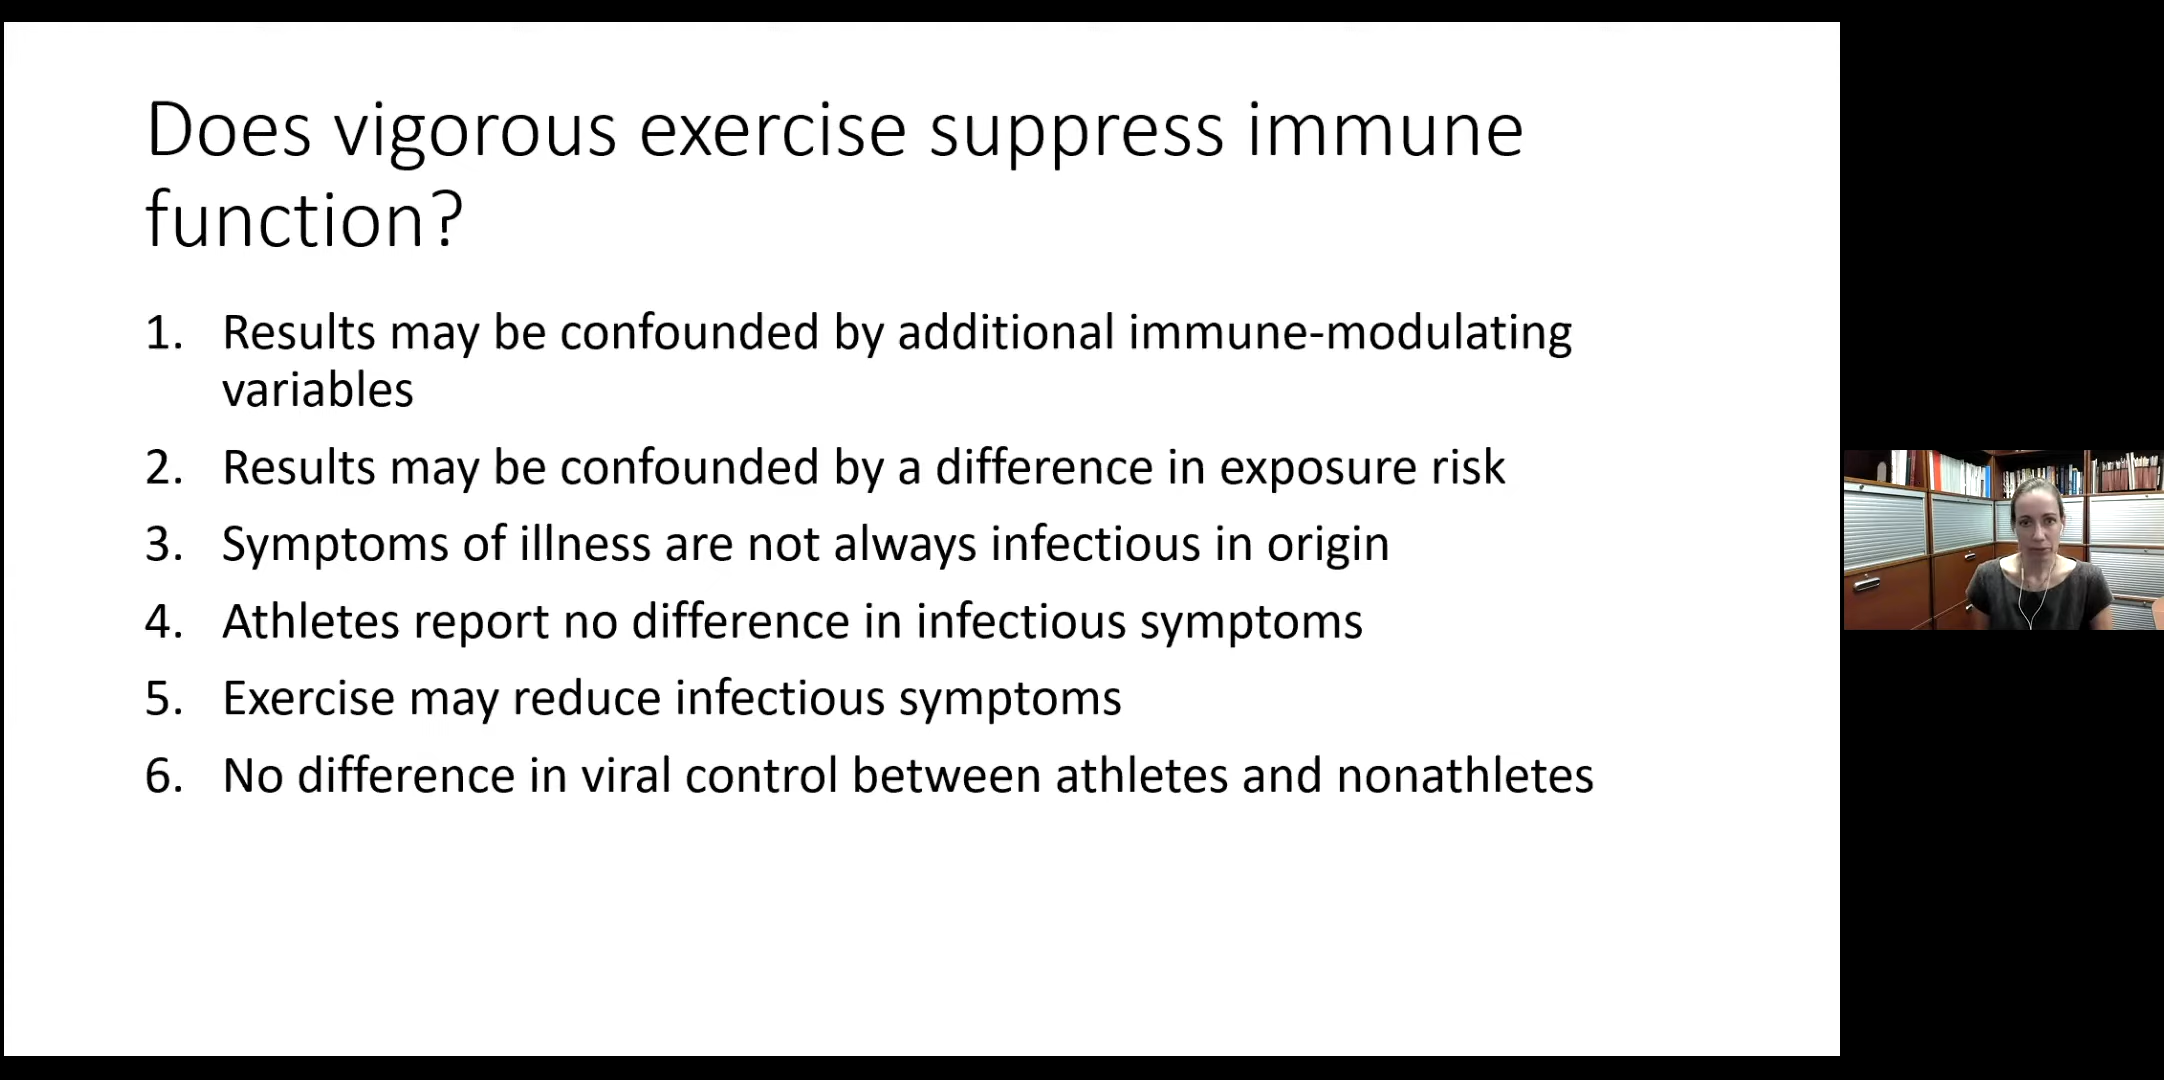 Does vigorous exercise suppress immune
function?
1. Results may be confounded by additional immune-modulating
variables
2. Results may be confounded by a difference in exposure risk
3. Symptoms of illness are not always infectious in origin
4. Athletes report no difference in infectious symptoms
5. Exercise may reduce infectious symptoms
6. No difference in viral control between athletes and nonathletes